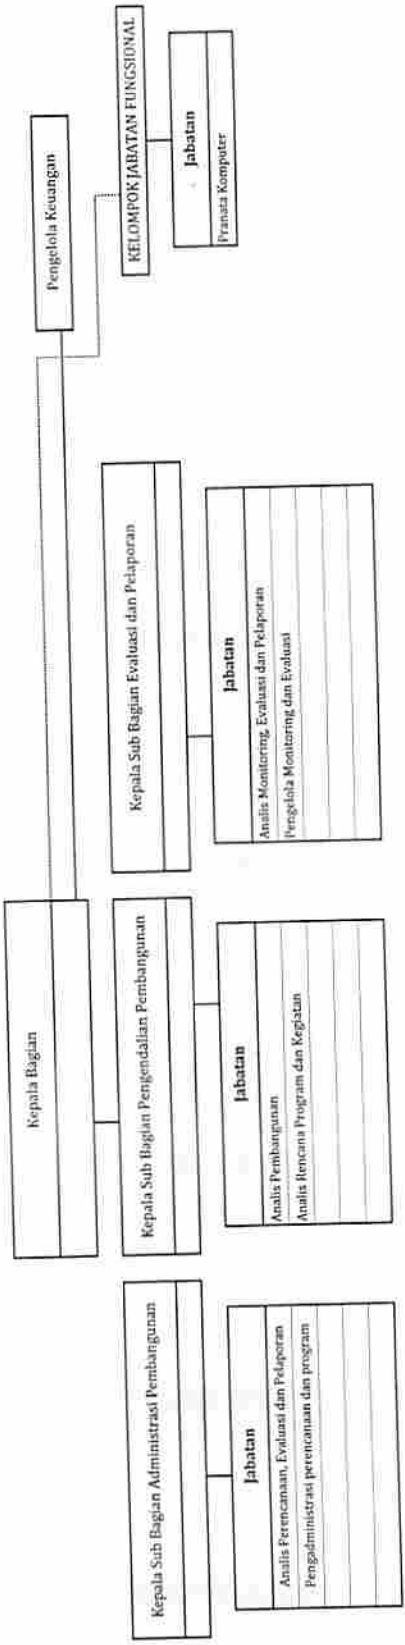 Kepala Bagian
Pengelola Keuangan
Kepala Sub Bagian Administrasi Pembangunan
Kepala Sub Bagian Pengendalian Pembangunan
Kepala Sub Bagian Evaluasi dan Pelaporan
KELOMPOK JABATAN FUNGSIONAL
Jabatan
Analis Perencanaan, Evaluasi dan Pelaporan
Pengadministrasi perencanaan dan program
Jabatan
Analis Pembangunan
Analis Rencana Program dan Kegiatan
Jabatan
Analis Monitoring, Evaluasi dan Pelaporan
Pengelola Monitoring dan Evaluasi
Jabatan
Pranata Komputer